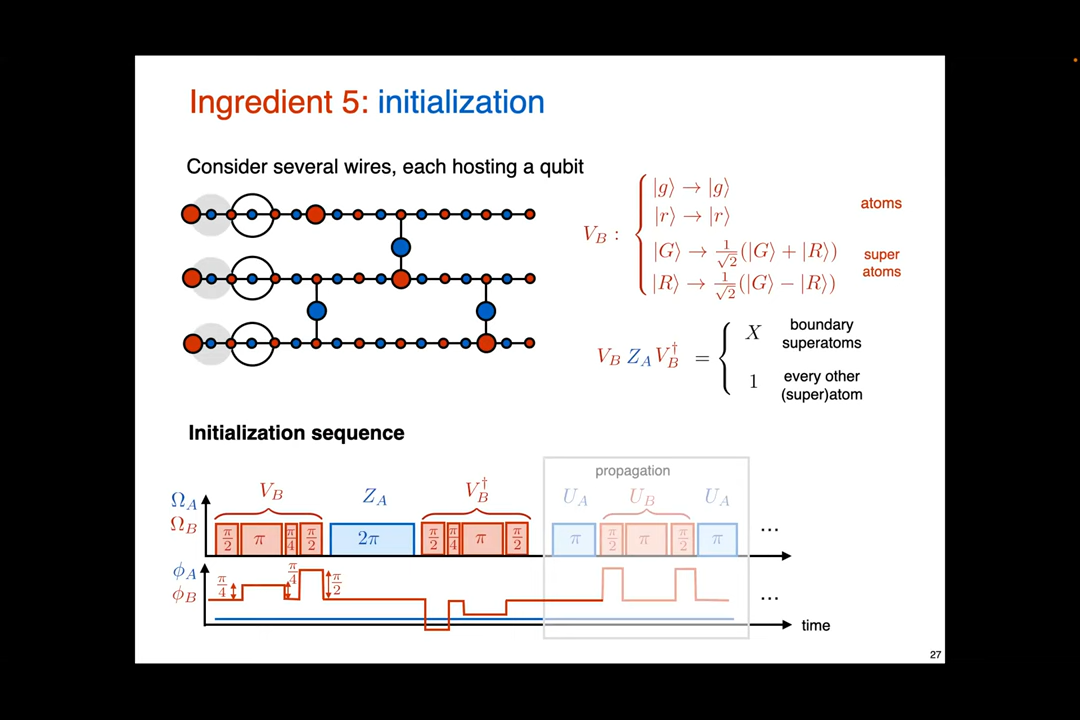 Ingredient 5: initialization
Consider several wires, each hosting a qubit
V_B : { |g⟩ → |g⟩
|r⟩ → |r⟩
atoms
|G⟩ → 1/√2 (|G⟩ + |R⟩)
|R⟩ → 1/√2 (|G⟩ − |R⟩)
super
atoms
V_B Z_A V_B† = { X boundary
superatoms
1 every other
(super)atom
Initialization sequence
propagation
Ω_A V_B Z_A V_B† U_A U_B U_A
Ω_B π/2 π π/4 π/2 2π π/2 π/4 π π/2 π π/2 π π/2 π ...
ϕ_A π/4 π/4 π/2
ϕ_B ...
time
27